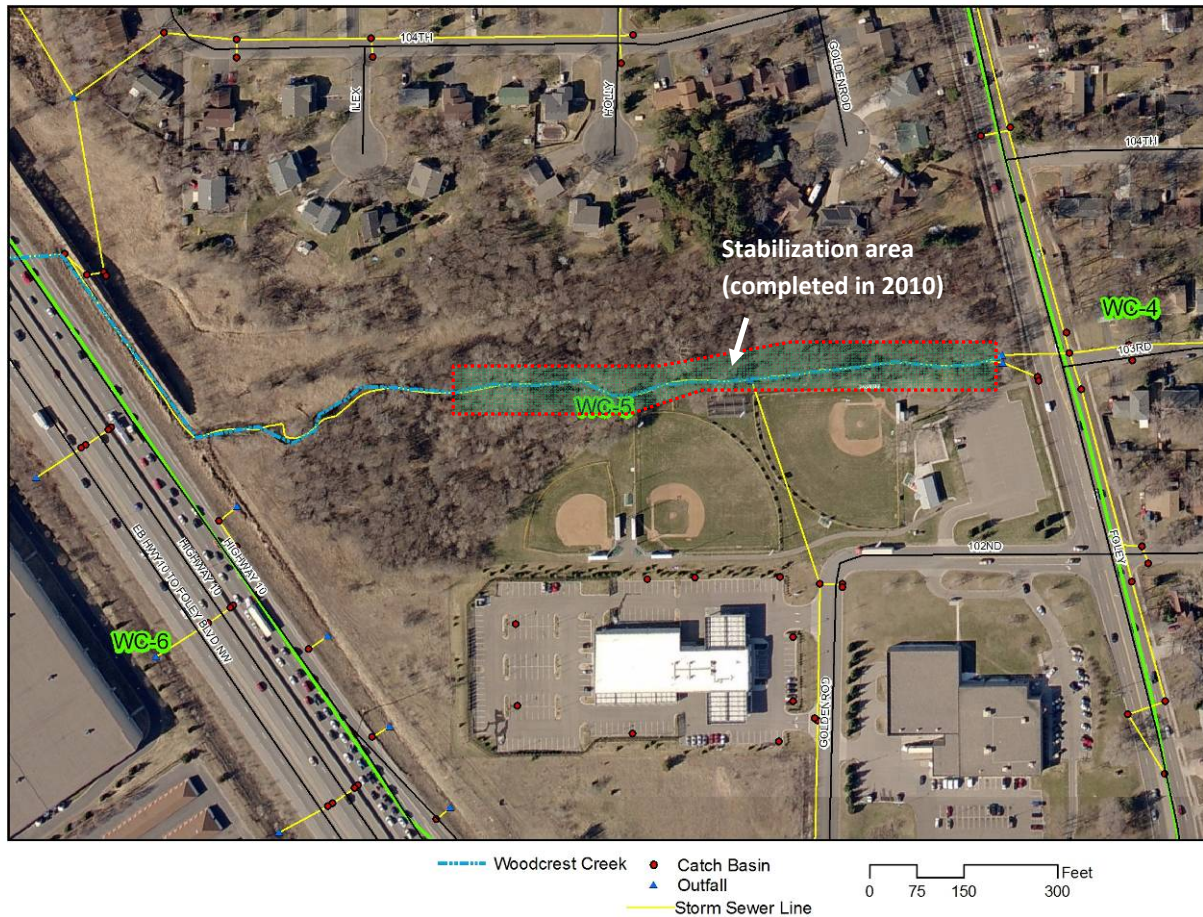 104TH
ILEX
HOLLY
GOLDENROD
104TH
Stabilization area
(completed in 2010)
WC-4
103RD
WC-5
HIGHWAY 10
HIGHWAY 10
EB HWY 10 TO FOLEY BLVD NW
102ND
FOLEY
WC-6
GOLDENROD
Woodcrest Creek
Catch Basin
Outfall
Storm Sewer Line
Feet
0 75 150 300